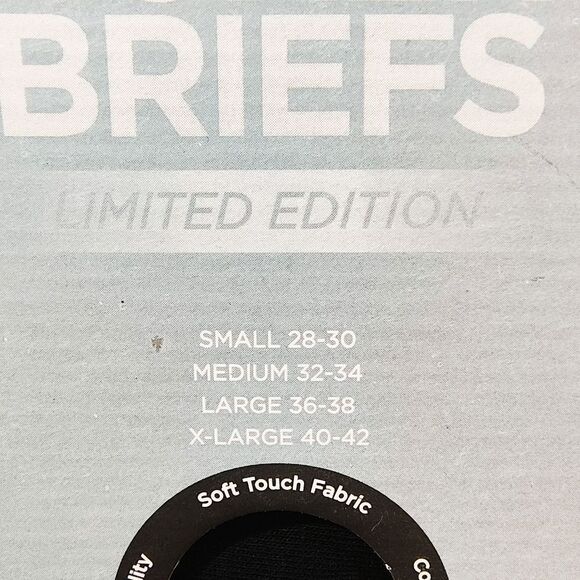 BRIEFS
LIMITED EDITION
SMALL 28-30
MEDIUM 32-34
LARGE 36-38
X-LARGE 40-42
Soft Touch Fabric